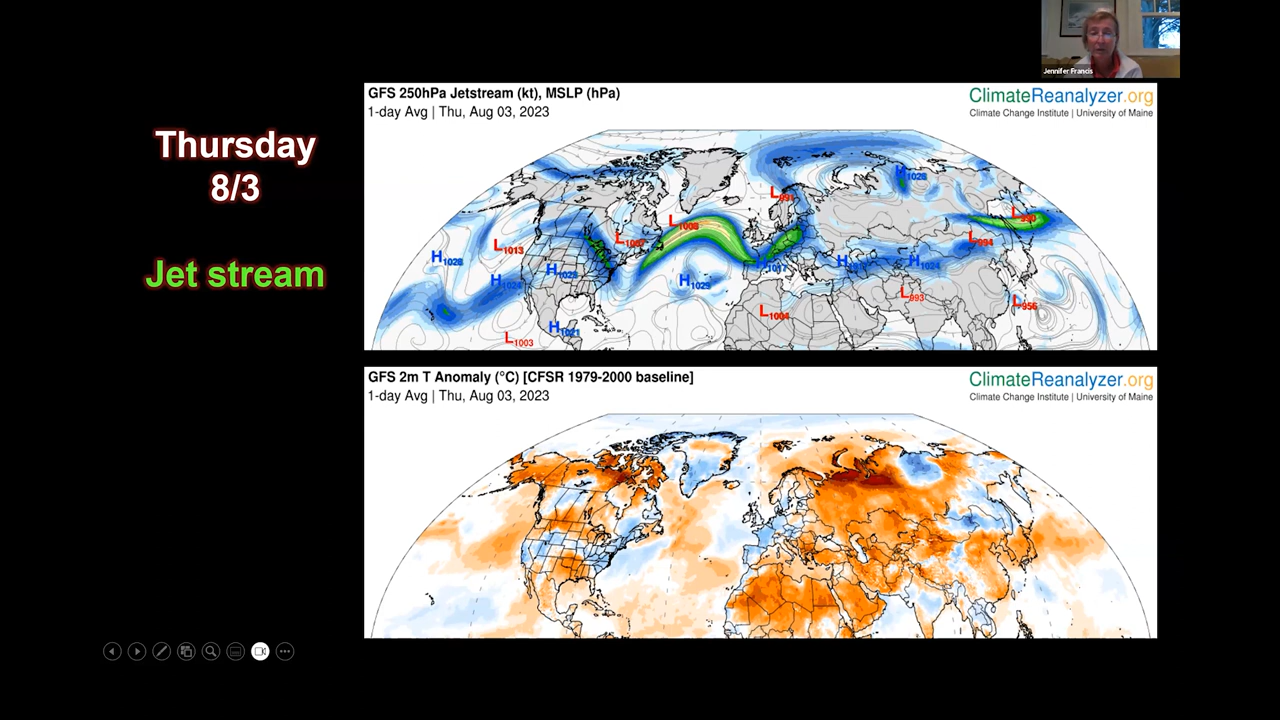 Jennifer Francis
Thursday
8/3
Jet stream
GFS 250hPa Jetstream (kt), MSLP (hPa)
1-day Avg | Thu, Aug 03, 2023
ClimateReanalyzer.org
Climate Change Institute | University of Maine
H1026
L1013
H1024
L1003
H1021
L1008
H1029
L1004
H1017
H1026
L994
H1024
L993
L956
GFS 2m T Anomaly (°C) [CFSR 1979-2000 baseline]
1-day Avg | Thu, Aug 03, 2023
ClimateReanalyzer.org
Climate Change Institute | University of Maine